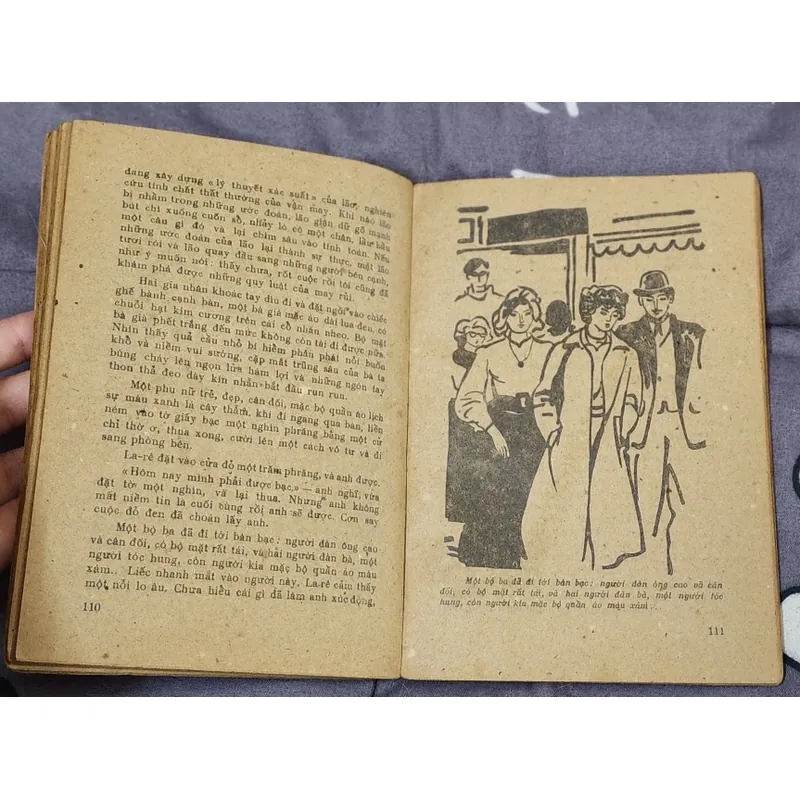 đang xây dựng «lý thuyết xác suất» của lão, nghiên
cứu tính chất thất thường của vận may. Khi nào lão
bị nhầm trong những ước đoán, lão giận dữ gõ mạnh
bút chì xuống cuốn sổ, nhảy lò cò một chân, lầu bầu
một câu gì đó và lại chìm sâu vào tính toán. Nếu
những ước đoán của lão lại thành sự thực, mặt lão
tươi rói và lão quay đầu sang những người bên cạnh,
như ý muốn nói: thấy chưa, rốt cuộc rồi tôi cũng đã
khám phá được những quy luật của may rủi.
Hai gia nhân khoác tay dìu đi và đặt ngồi vào chiếc
ghế bành cạnh bàn, một bà già mặc áo dài lụa đen, có
chuỗi hạt kim cương trên cái cổ nhăn nheo. Bộ mặt
bà già phết trắng đến mức không còn tái đi được nữa.
Nhìn thấy quả cầu nhỏ bí hiểm phân phát nỗi buồn
khổ và niềm vui sướng, cặp mắt trũng sâu của bà ta
bừng cháy lên ngọn lửa hám lợi và những ngón tay
thon thả đeo dày kín nhẫn bắt đầu run run.
Một phụ nữ trẻ, đẹp, cân đối, mặc bộ quần áo lịch
sự màu xanh lá cây thẫm, khi đi ngang qua bàn, liền
ném vào tờ giấy bạc một nghìn phrăng bằng một cử
chỉ thờ ơ, thua xong, cười lên một cách vô tư và đi
sang phòng bên.
La-rê đặt vào cửa đỏ một trăm phrăng, và anh được.
«Hôm nay mình phải được bạc.» — anh nghĩ, vừa
đặt tờ một nghìn, và lại thua. Nhưng anh không
mất niềm tin là cuối cùng rồi anh sẽ được. Cơn say
cuộc đỏ đen đã choán lấy anh.
Một bộ ba đã đi tới bàn bạc: người đàn ông cao
và cân đối, có bộ mặt rất tái, và hai người đàn bà, một
người tóc hung, còn người kia mặc bộ quần áo màu
xám.. Liếc nhanh mắt vào người này, La-rê cảm thấy
một nỗi lo âu. Chưa hiểu cái gì đã làm anh xúc động,
110
Một bộ ba đã đi tới bàn bạc: người đàn ông cao và cân
đối, có bộ mặt rất tái, và hai người đàn bà, một người tóc
hung, còn người kia mặc bộ quần áo màu xám...
111